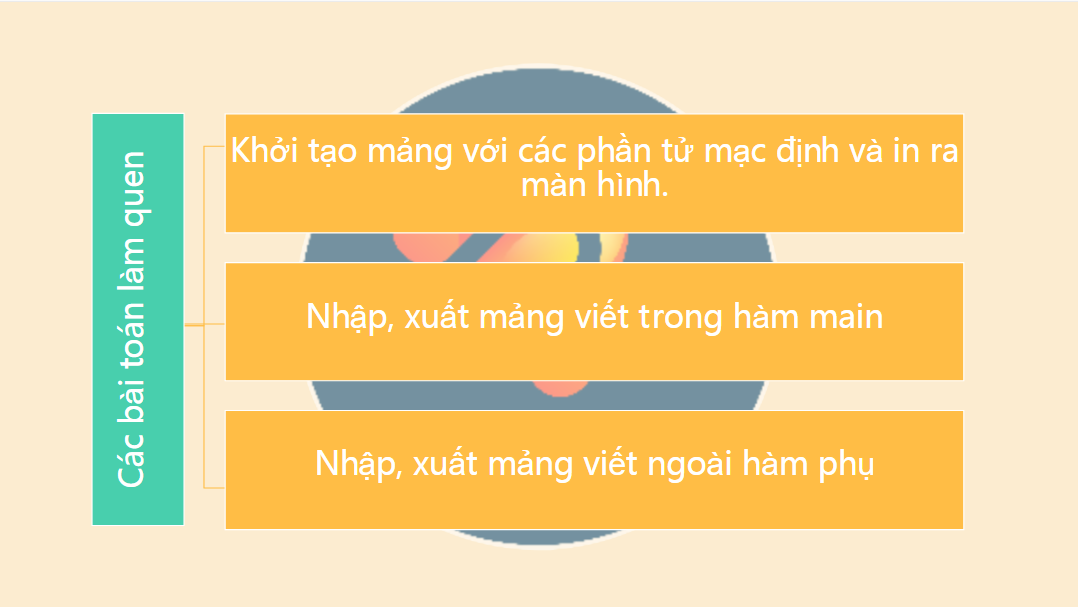 Các bài toán làm quen
Khởi tạo mảng với các phần tử mạc định và in ra
màn hình.
Nhập, xuất mảng viết trong hàm main
Nhập, xuất mảng viết ngoài hàm phụ